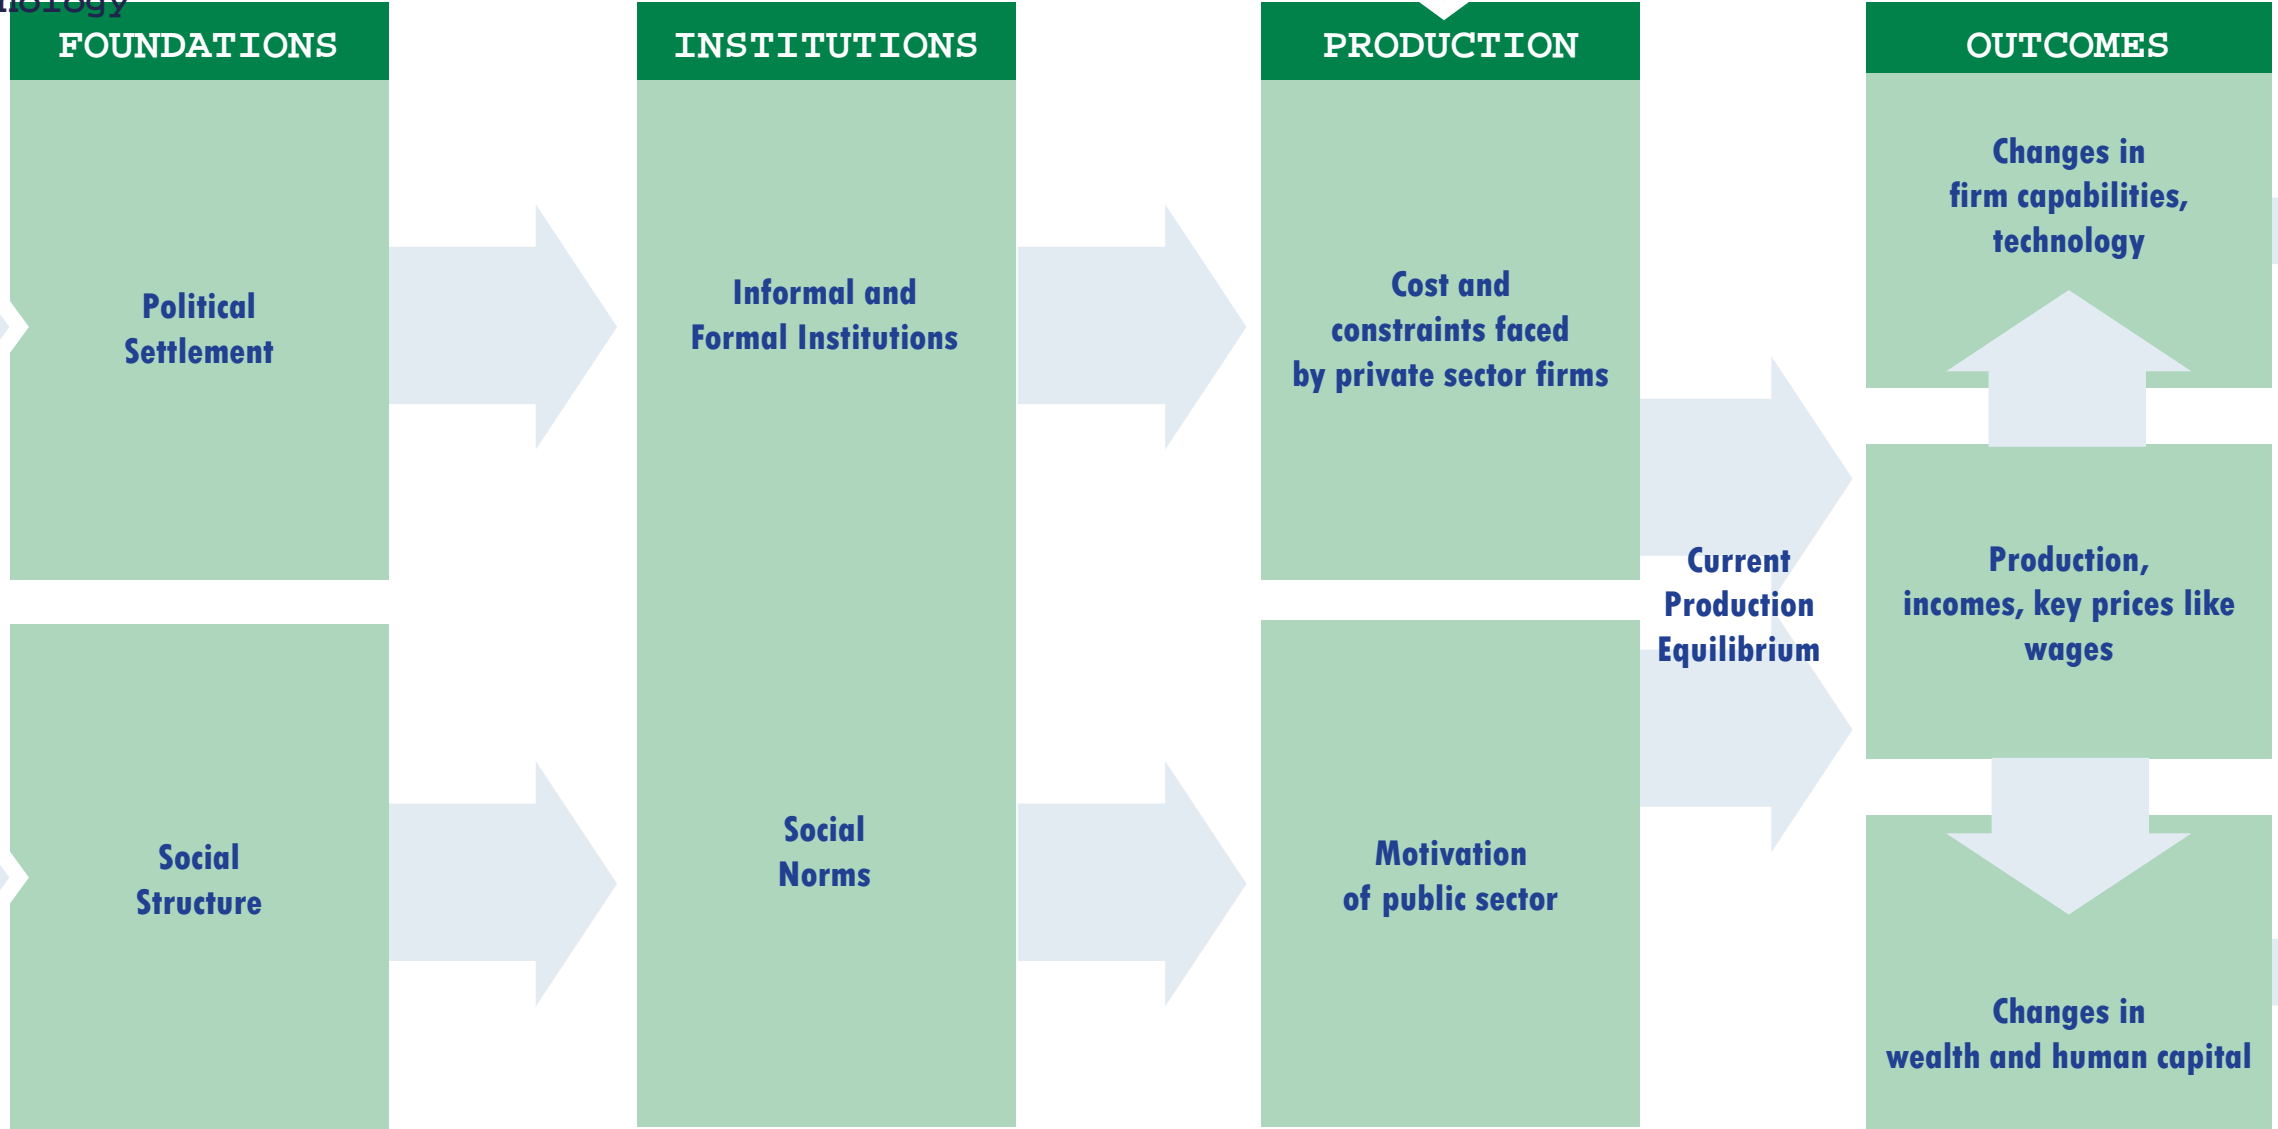 FOUNDATIONS
Political
Settlement
Social
Structure
INSTITUTIONS
Informal and
Formal Institutions
Social
Norms
PRODUCTION
Cost and
constraints faced
by private sector firms
Motivation
of public sector
Current
Production
Equilibrium
OUTCOMES
Changes in
firm capabilities,
technology
Production,
incomes, key prices like
wages
Changes in
wealth and human capital